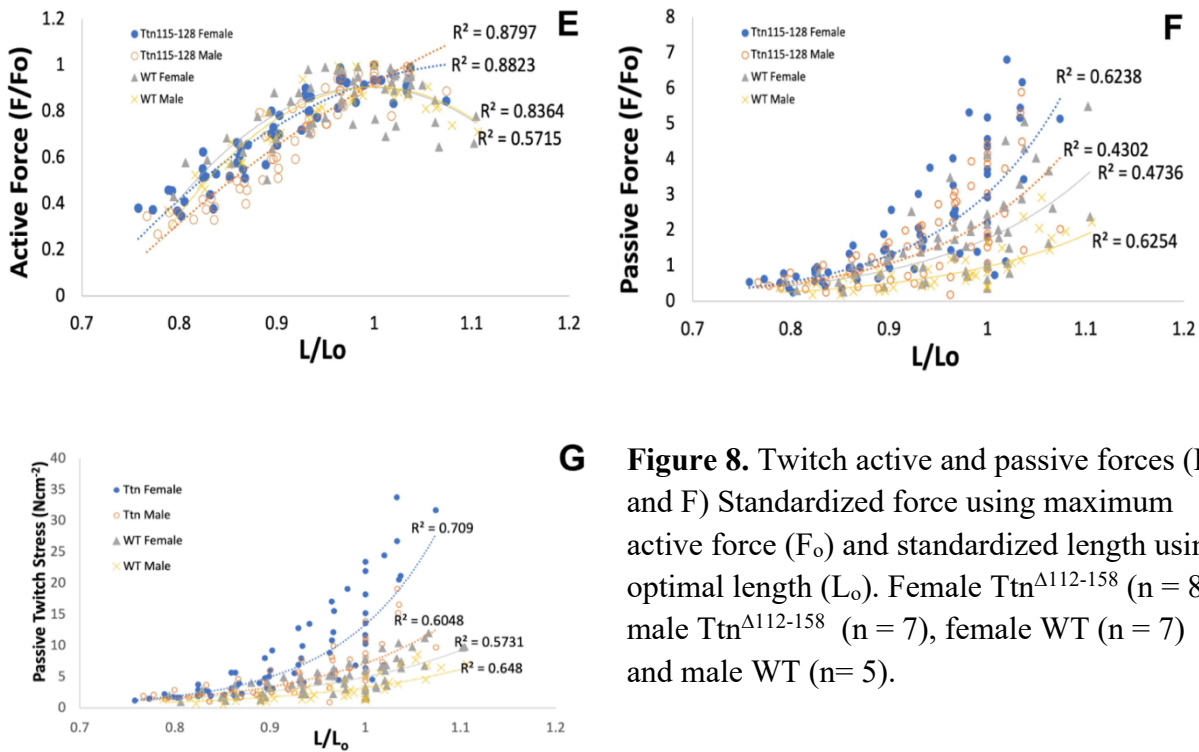 E
Active Force (F/Fo)
1.2
1
0.8
0.6
0.4
0.2
0
Ttn115-128 Female
Ttn115-128 Male
WT Female
WT Male
R² = 0.8797
R² = 0.8823
R² = 0.8364
R² = 0.5715
0.7 0.8 0.9 1 1.1 1.2
L/Lo
F
Passive Force (F/Fo)
8
7
6
5
4
3
2
1
0
Ttn115-128 Female
Ttn115-128 Male
WT Female
WT Male
R² = 0.6238
R² = 0.4302
R² = 0.4736
R² = 0.6254
0.7 0.8 0.9 1 1.1 1.2
L/Lo
G
Passive Twitch Stress (Ncm⁻²)
40
35
30
25
20
15
10
5
0
Ttn Female
Ttn Male
WT Female
WT Male
R² = 0.709
R² = 0.6048
R² = 0.5731
R² = 0.648
0.7 0.8 0.9 1 1.1 1.2
L/Lₒ
Figure 8. Twitch active and passive forces
and F) Standardized force using maximum
active force (Fₒ) and standardized length
optimal length (Lₒ). Female Ttn^Δ112-158 (n = 8
male Ttn^Δ112-158 (n = 7), female WT (n = 7)
and male WT (n= 5).